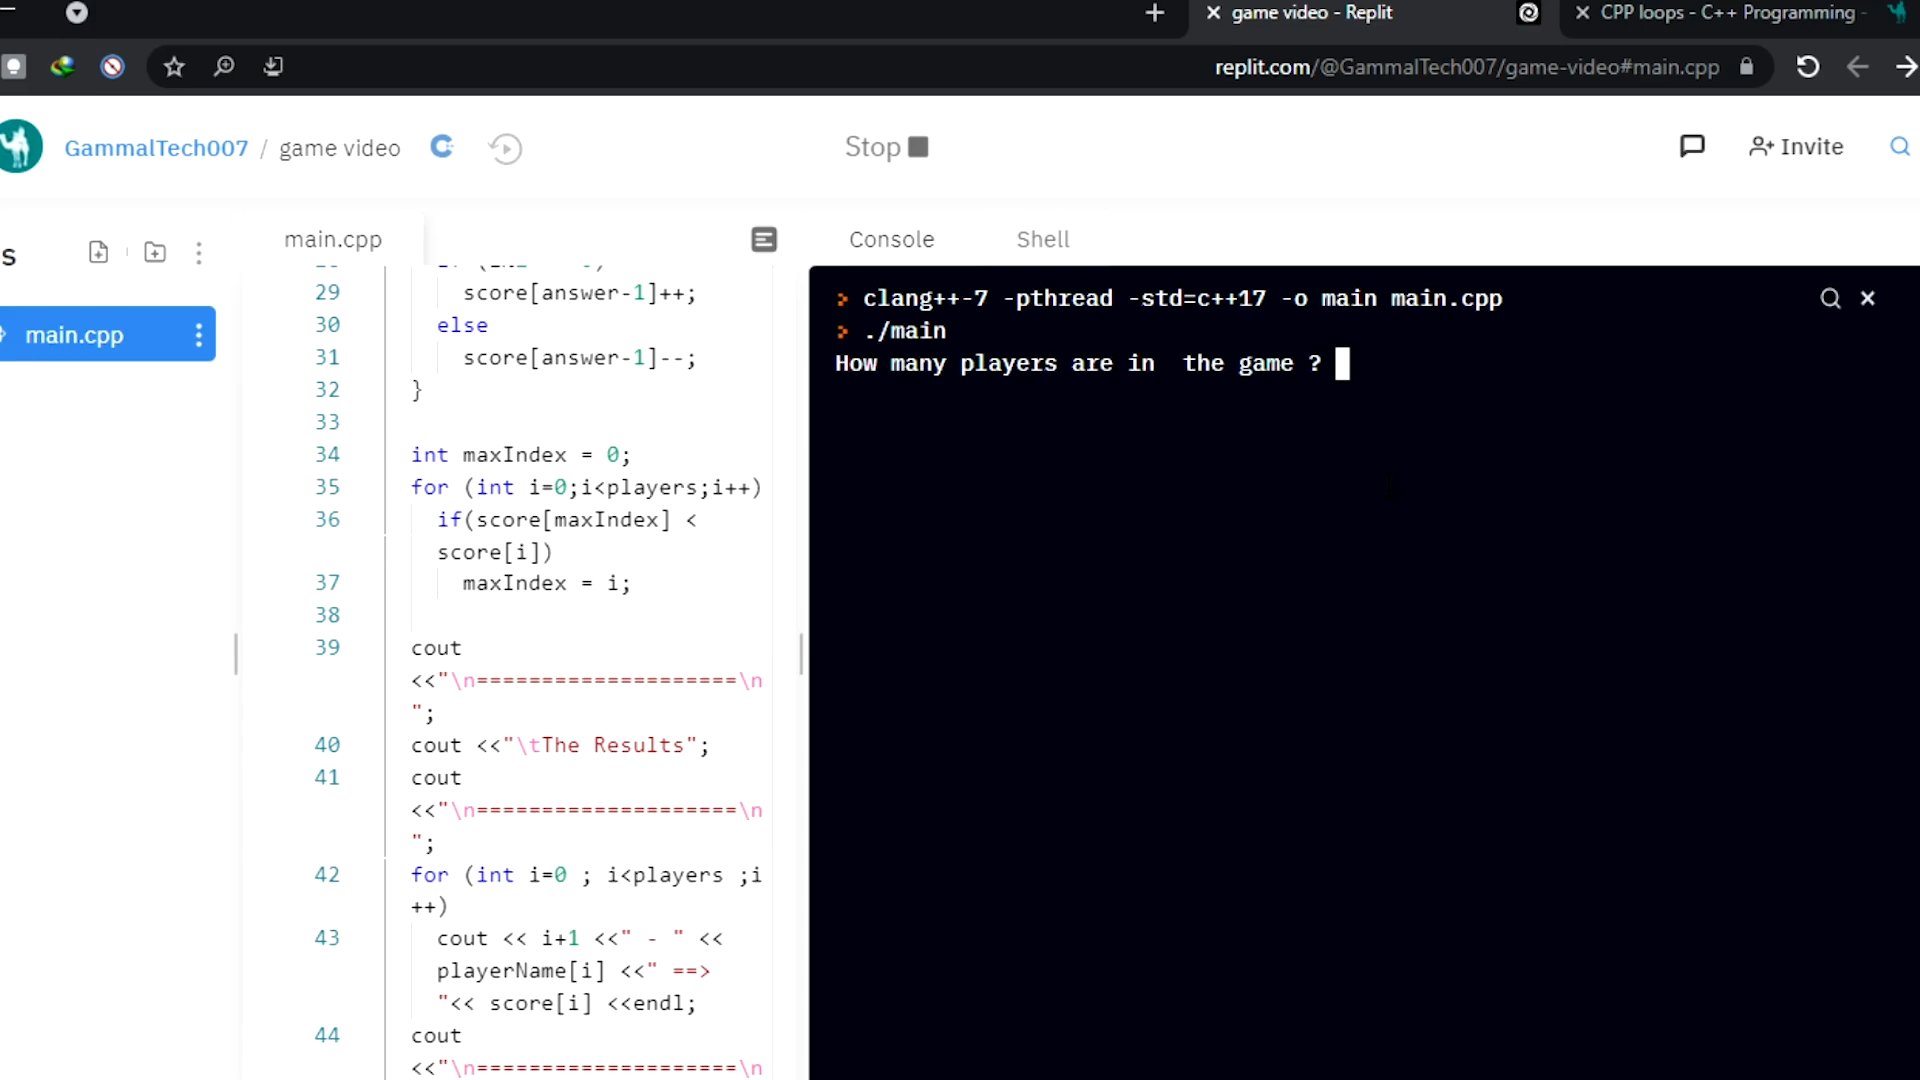 game video - Replit
CPP loops - C++ Programming -
replit.com/@GammalTech007/game-video#main.cpp
GammalTech007 / game video
Stop
Invite
s
main.cpp
Console
Shell
main.cpp
29 score[answer-1]++;
30 else
31 score[answer-1]--;
32 }
33
34 int maxIndex = 0;
35 for (int i=0;i<players;i++)
36 if(score[maxIndex] <
score[i])
37 maxIndex = i;
38
39 cout
<<"\n====================\n
";
40 cout <<"\tThe Results";
41 cout
<<"\n====================\n
";
42 for (int i=0 ; i<players ;i
++)
43 cout << i+1 <<" - " <<
playerName[i] <<" ==>
"<< score[i] <<endl;
44 cout
<<"\n====================\n
> clang++-7 -pthread -std=c++17 -o main main.cpp
> ./main
How many players are in  the game ?